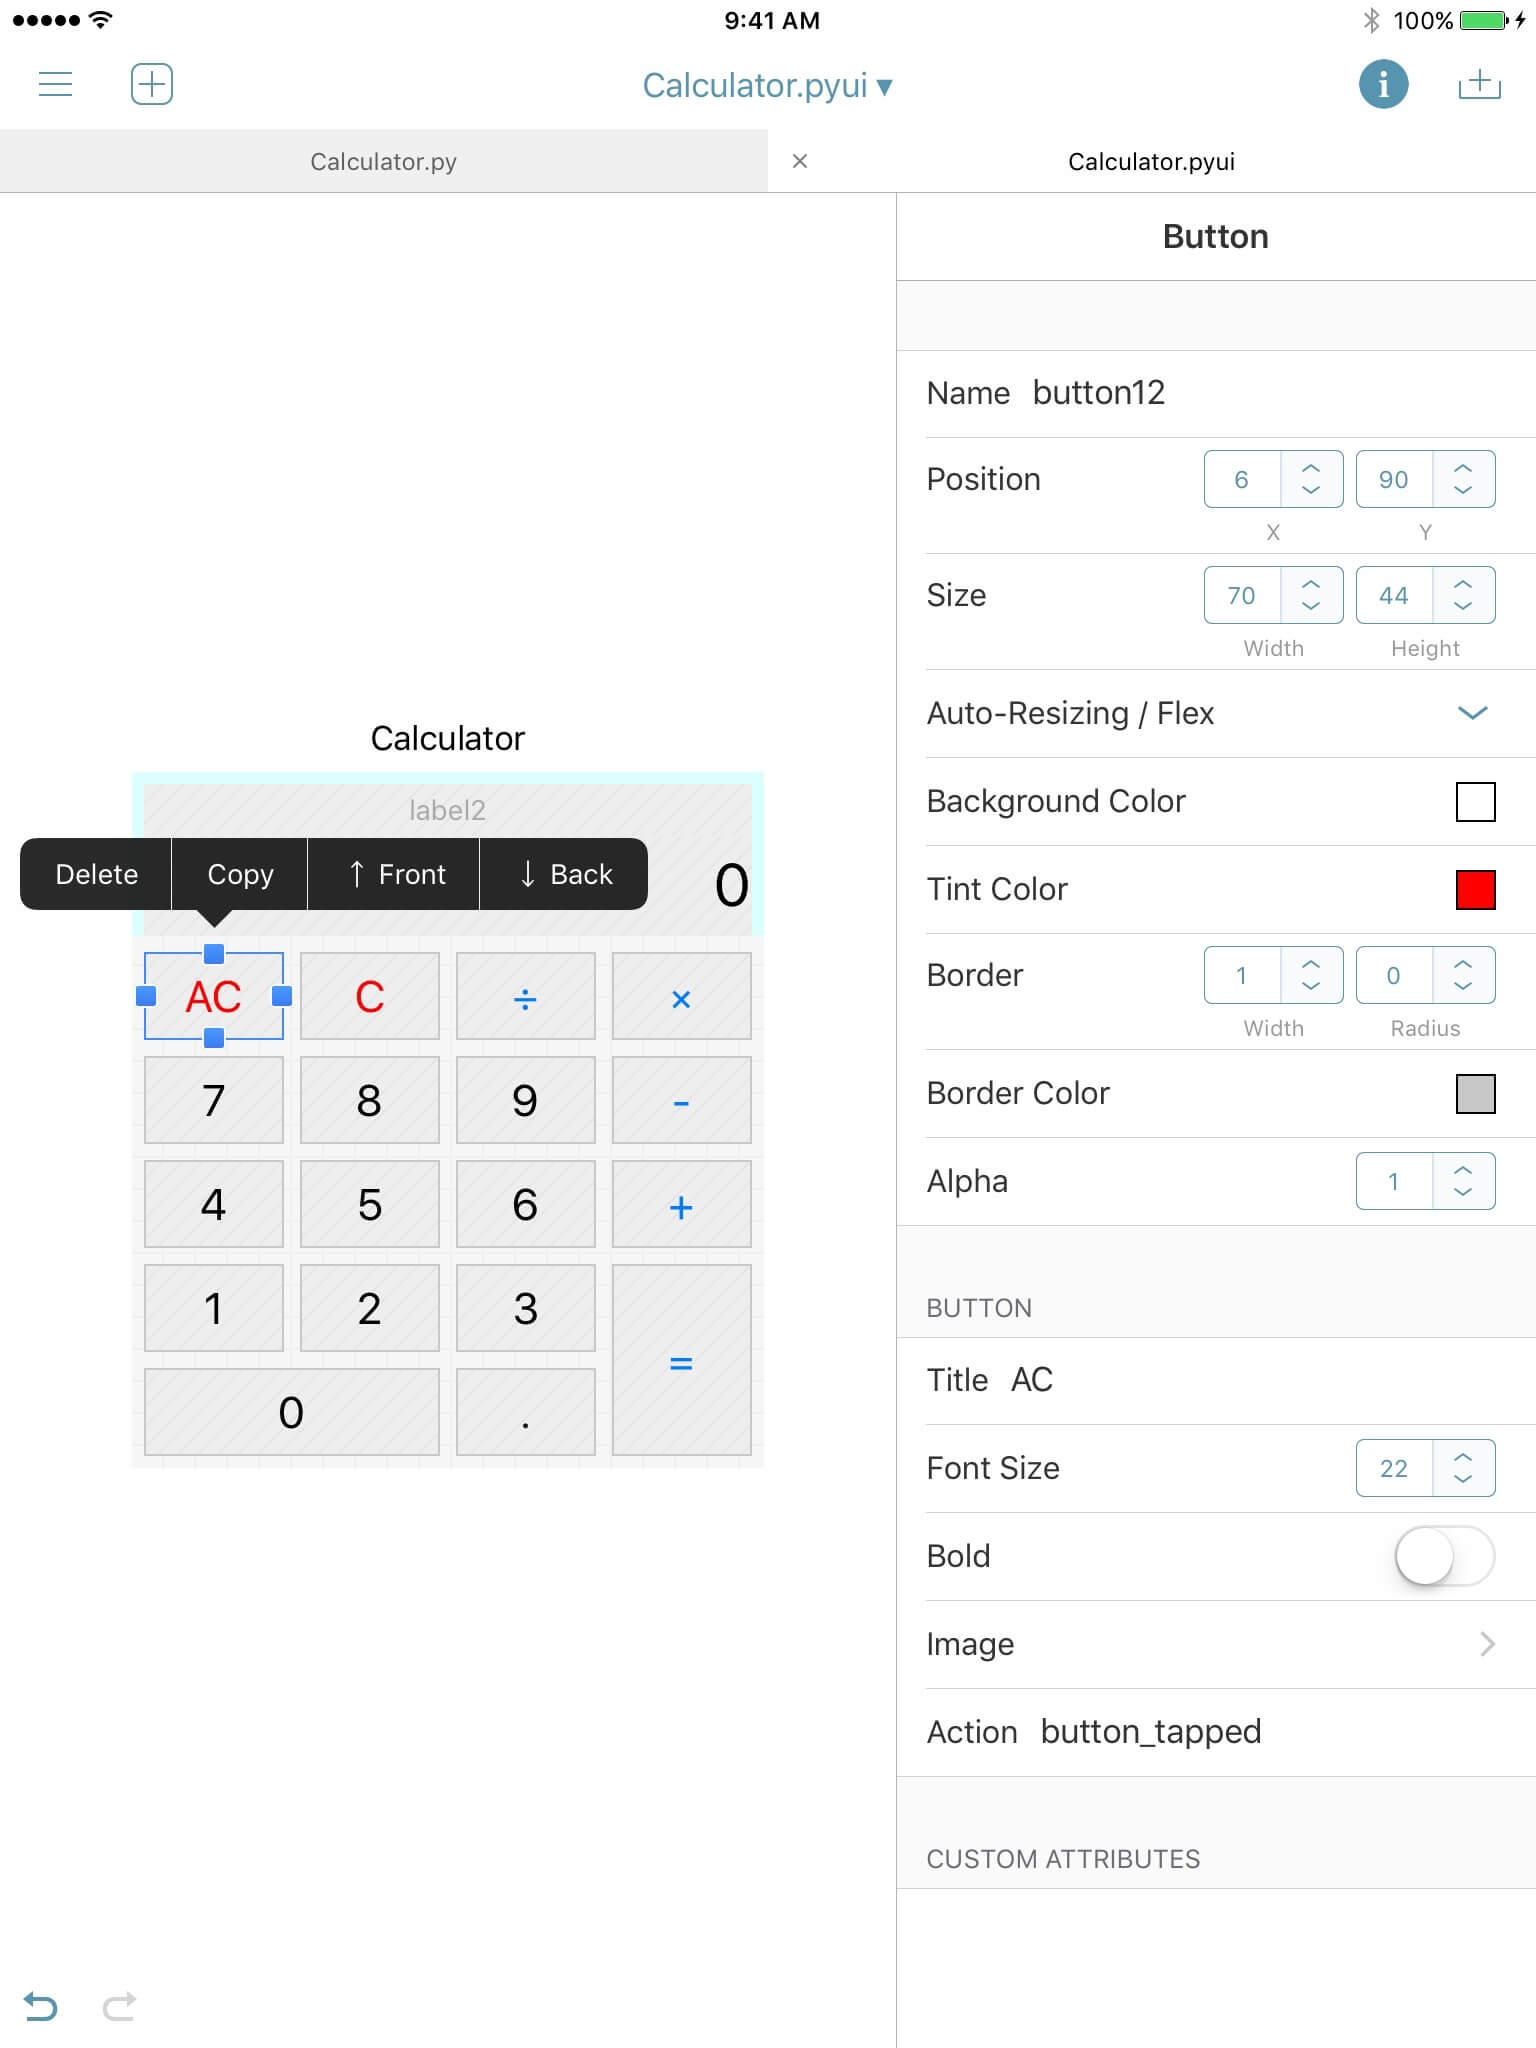 9:41 AM
100%
Calculator.pyui ▾
Calculator.py
× Calculator.pyui
Button
Name button12
Position 6 90
X Y
Size 70 44
Width Height
Auto-Resizing / Flex
Background Color
Tint Color
Border 1 0
Width Radius
Border Color
Alpha 1
BUTTON
Title AC
Font Size 22
Bold
Image
Action button_tapped
CUSTOM ATTRIBUTES
Calculator
label2
Delete Copy ↑ Front ↓ Back
0
AC C ÷ ×
7 8 9 -
4 5 6 +
1 2 3
=
0 .